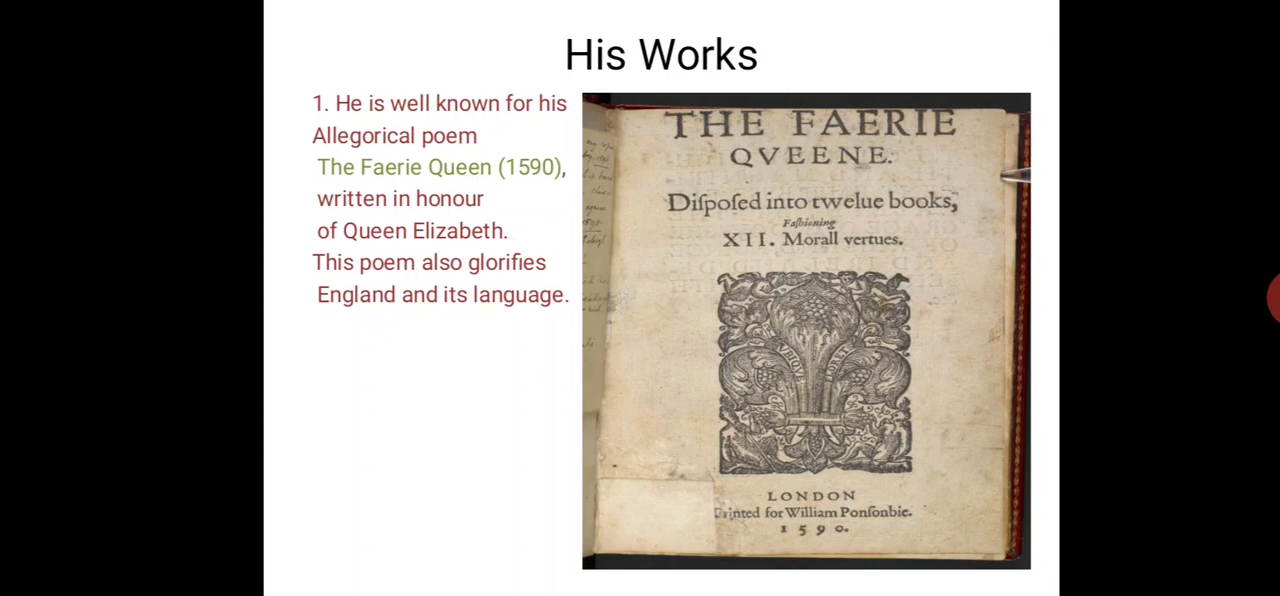 His Works
1. He is well known for his
Allegorical poem
The Faerie Queen (1590),
written in honour
of Queen Elizabeth.
This poem also glorifies
England and its language.
THE FAERIE
QVEENE.
Diſpoſed into twelue books,
Faſhioning
XII. Morall vertues.
LONDON
Printed for William Ponſonbie.
1590.